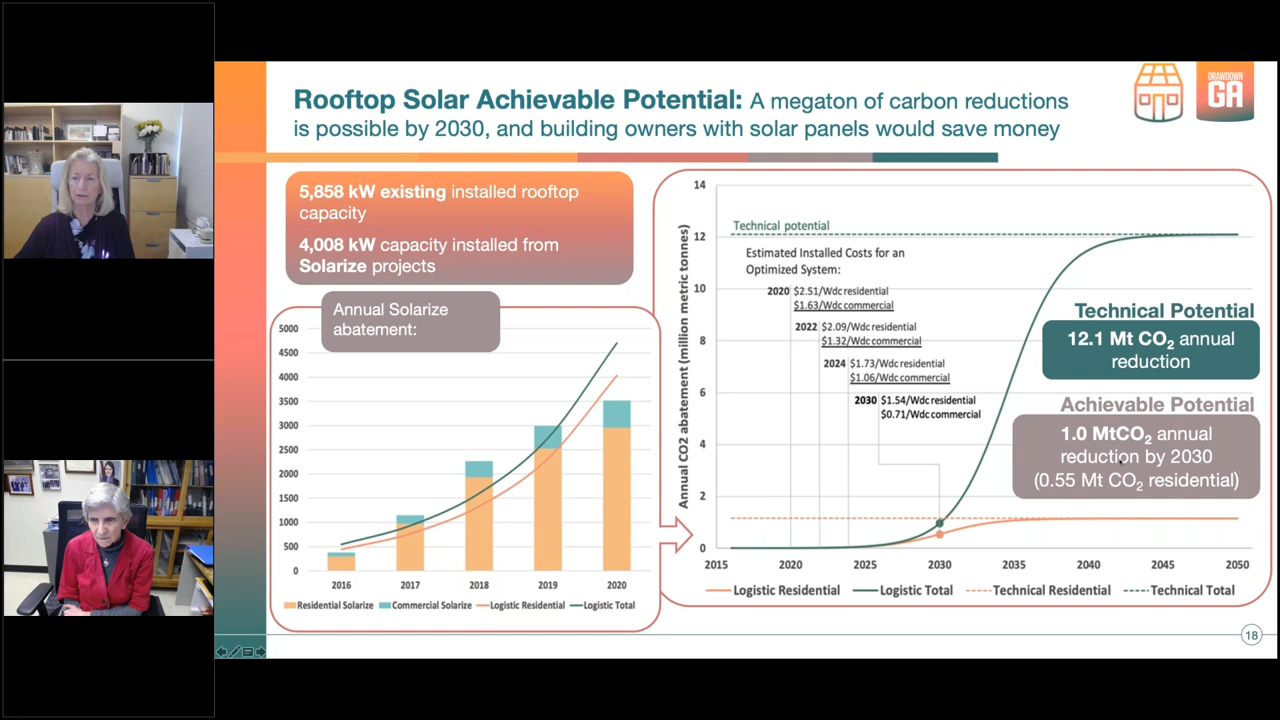 Rooftop Solar Achievable Potential: A megaton of carbon reductions
is possible by 2030, and building owners with solar panels would save money
DRAWDOWN
GA
5,858 kW existing installed rooftop
capacity
4,008 kW capacity installed from
Solarize projects
Annual Solarize
abatement:
5000
4500
4000
3500
3000
2500
2000
1500
1000
500
0
2016 2017 2018 2019 2020
Residential Solarize Commercial Solarize Logistic Residential Logistic Total
Annual CO2 abatement (million metric tonnes)
14
12
10
8
6
4
2
0
Technical potential
Estimated Installed Costs for an
Optimized System:
2020 $2.51/Wdc residential
$1.63/Wdc commercial
2022 $2.09/Wdc residential
$1.32/Wdc commercial
2024 $1.73/Wdc residential
$1.06/Wdc commercial
2030 $1.54/Wdc residential
$0.71/Wdc commercial
Technical Potential
12.1 Mt CO2 annual
reduction
Achievable Potential
1.0 MtCO2 annual
reduction by 2030
(0.55 Mt CO2 residential)
2015 2020 2025 2030 2035 2040 2045 2050
Logistic Residential Logistic Total Technical Residential Technical Total
18